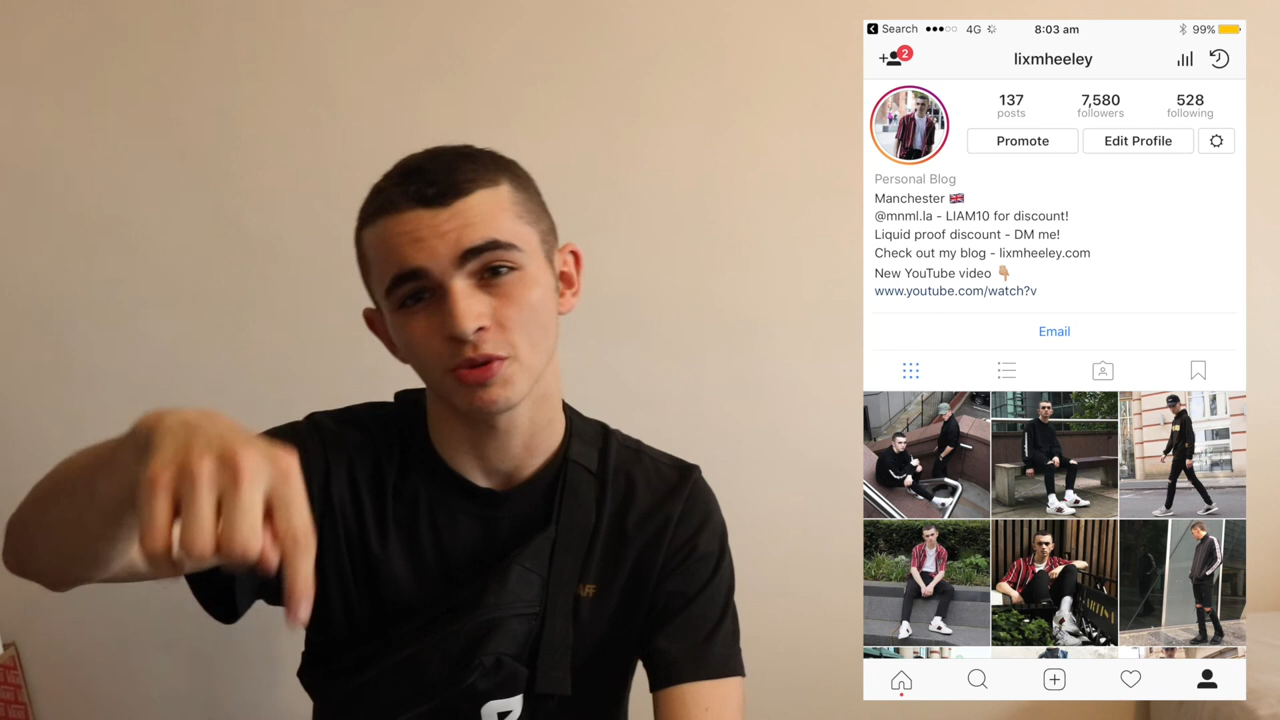 Search 4G 8:03 am 99%
2 lixmheeley
137 7,580 528
posts followers following
Promote Edit Profile
Personal Blog
Manchester 🇬🇧
@mnml.la - LIAM10 for discount!
Liquid proof discount - DM me!
Check out my blog - lixmheeley.com
New YouTube video 👇🏼
www.youtube.com/watch?v
Email
AFF